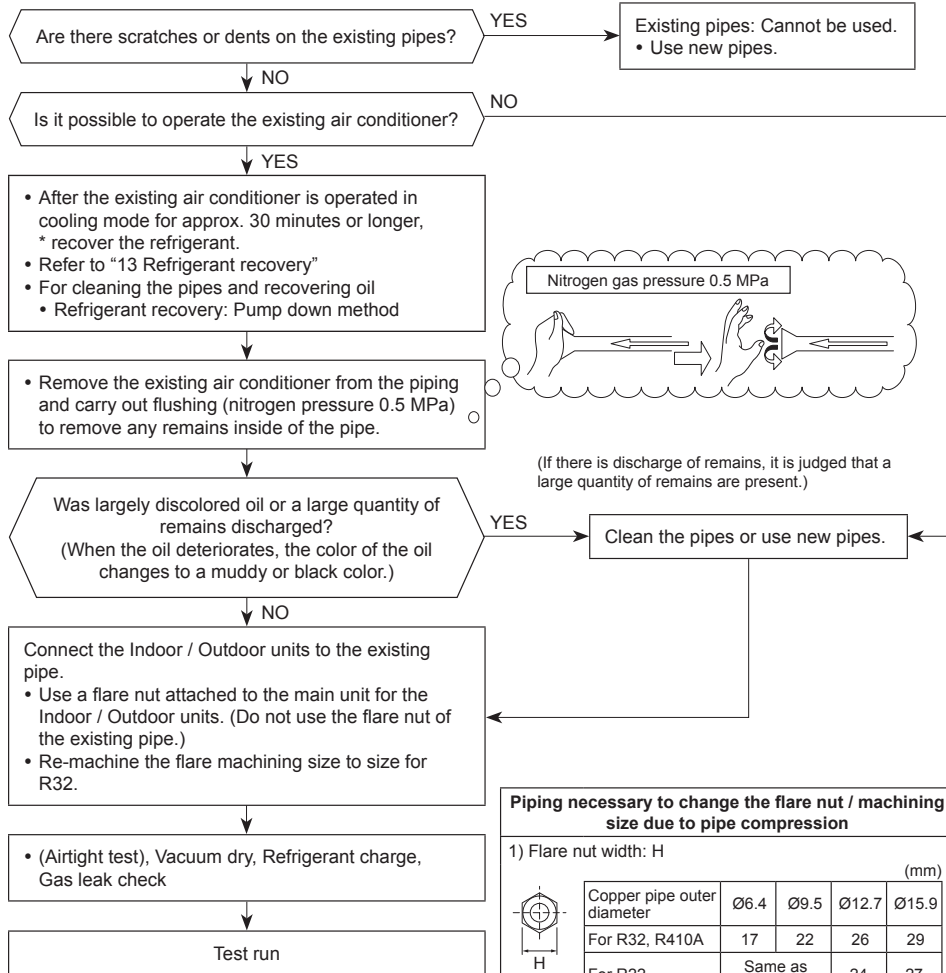 Are there scratches or dents on the existing pipes?
YES
Existing pipes: Cannot be used.
• Use new pipes.
NO
Is it possible to operate the existing air conditioner?
NO
YES
• After the existing air conditioner is operated in
cooling mode for approx. 30 minutes or longer,
* recover the refrigerant.
• Refer to “13 Refrigerant recovery”
• For cleaning the pipes and recovering oil
• Refrigerant recovery: Pump down method
Nitrogen gas pressure 0.5 MPa
• Remove the existing air conditioner from the piping
and carry out flushing (nitrogen pressure 0.5 MPa)
to remove any remains inside of the pipe.
(If there is discharge of remains, it is judged that a
large quantity of remains are present.)
Was largely discolored oil or a large quantity of
remains discharged?
(When the oil deteriorates, the color of the oil
changes to a muddy or black color.)
YES
Clean the pipes or use new pipes.
NO
Connect the Indoor / Outdoor units to the existing
pipe.
• Use a flare nut attached to the main unit for the
Indoor / Outdoor units. (Do not use the flare nut of
the existing pipe.)
• Re-machine the flare machining size to size for
R32.
• (Airtight test), Vacuum dry, Refrigerant charge,
Gas leak check
Test run
Piping necessary to change the flare nut / machining
size due to pipe compression
1) Flare nut width: H
(mm)
Copper pipe outer
diameter
Ø6.4 Ø9.5 Ø12.7 Ø15.9
For R32, R410A 17 22 26 29
H
For R22
Same as
24 27